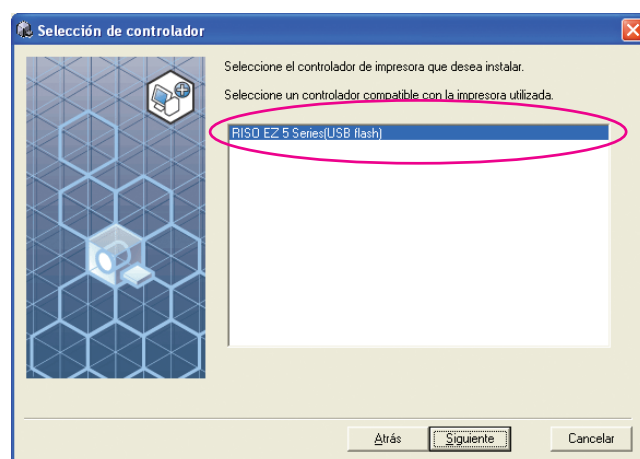 Selección de controlador
Seleccione el controlador de impresora que desea instalar.
Seleccione un controlador compatible con la impresora utilizada.
RISO EZ 5 Series(USB flash)
Atrás
Siguiente
Cancelar